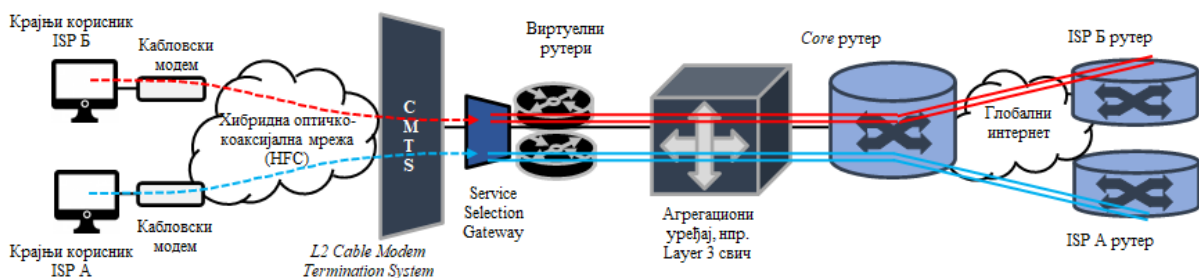 Крајњи корисник
ISP Б
Кабловски
модем
Хибридна оптичко-
коаксијална мрежа
(HFC)
Крајњи корисник
ISP А
Кабловски
модем
C
M
T
S
L2 Cable Modem
Termination System
Service
Selection
Gateway
Виртуелни
рутери
Агрегациони
уређај, нпр.
Layer 3 свич
Core рутер
Глобални
интернет
ISP Б рутер
ISP А рутер